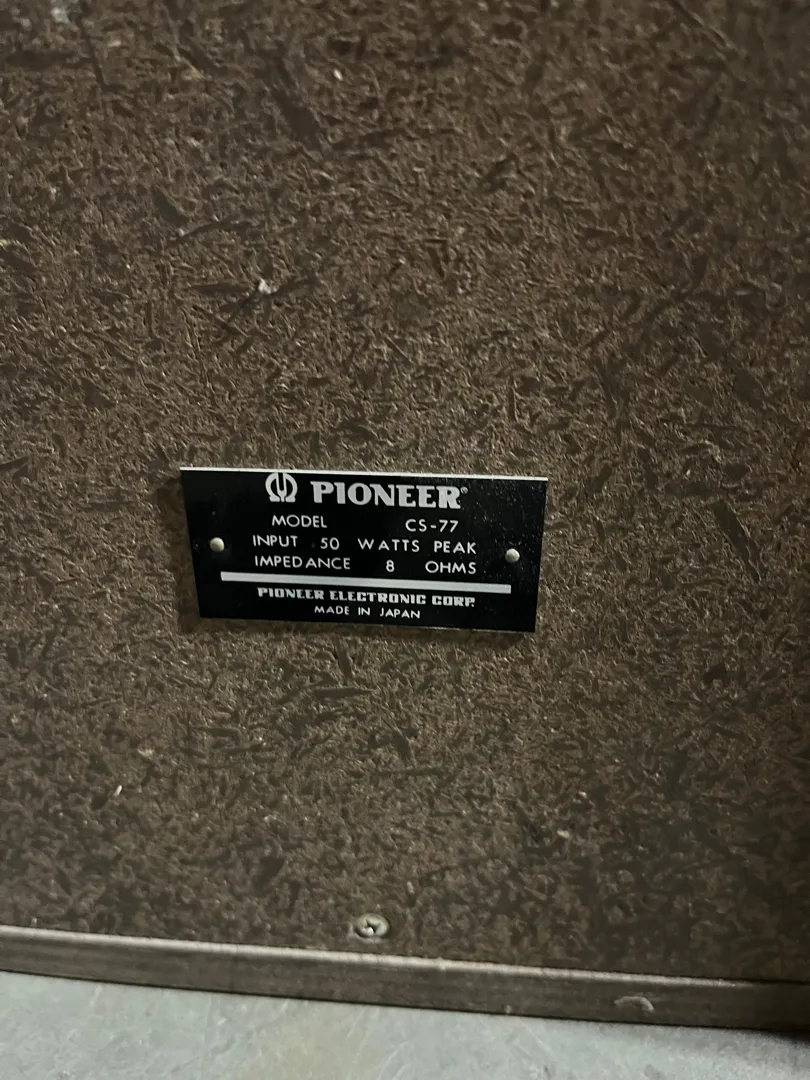 PIONEER®
MODEL CS-77
INPUT 50 WATTS PEAK
IMPEDANCE 8 OHMS
PIONEER ELECTRONIC CORP.
MADE IN JAPAN